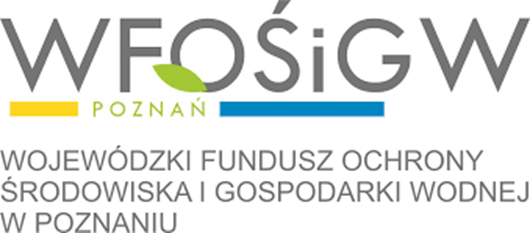 WFOŚiGW
POZNAŃ
WOJEWÓDZKI FUNDUSZ OCHRONY
ŚRODOWISKA I GOSPODARKI WODNEJ
W POZNANIU